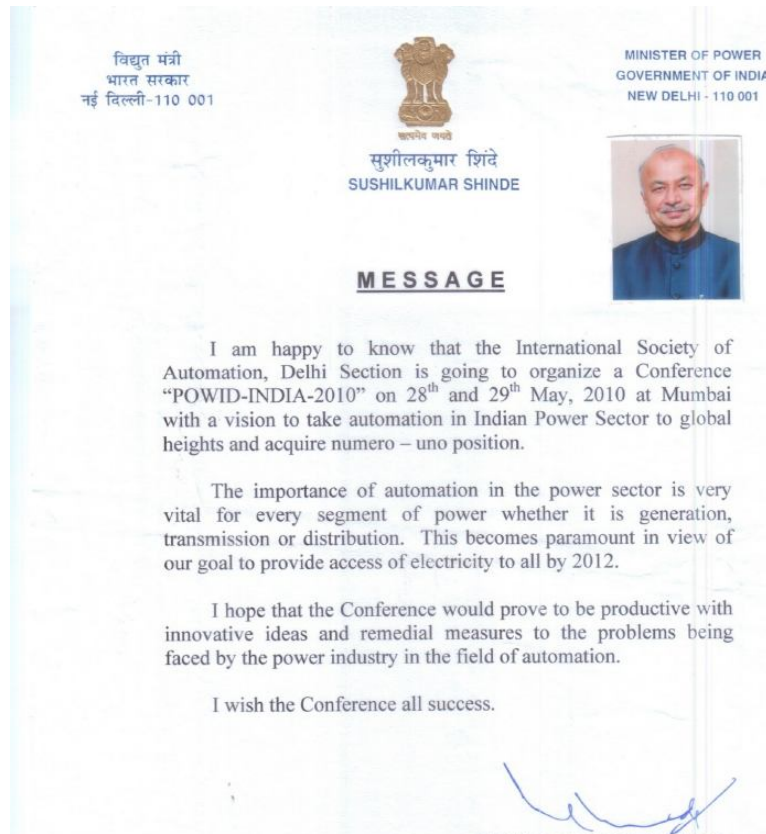 विद्युत मंत्री
भारत सरकार
नई दिल्ली-110 001
सत्यमेव जयते
सुशीलकुमार शिंदे
SUSHILKUMAR SHINDE
MINISTER OF POWER
GOVERNMENT OF INDIA
NEW DELHI - 110 001
MESSAGE
I am happy to know that the International Society of
Automation, Delhi Section is going to organize a Conference
“POWID-INDIA-2010” on 28th and 29th May, 2010 at Mumbai
with a vision to take automation in Indian Power Sector to global
heights and acquire numero – uno position.
The importance of automation in the power sector is very
vital for every segment of power whether it is generation,
transmission or distribution. This becomes paramount in view of
our goal to provide access of electricity to all by 2012.
I hope that the Conference would prove to be productive with
innovative ideas and remedial measures to the problems being
faced by the power industry in the field of automation.
I wish the Conference all success.